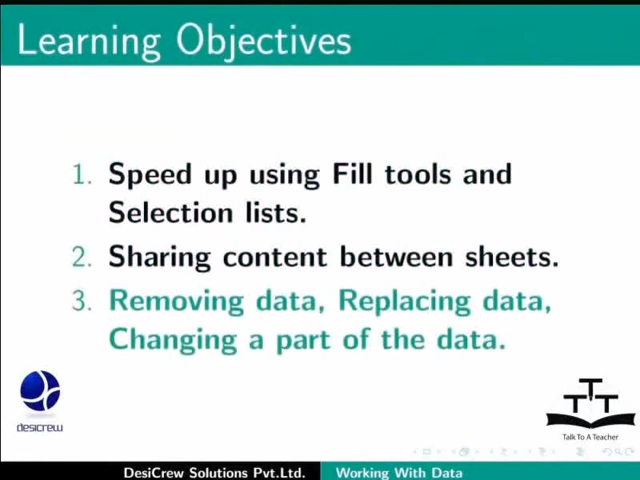 Learning Objectives
1. Speed up using Fill tools and
Selection lists.
2. Sharing content between sheets.
3. Removing data, Replacing data,
Changing a part of the data.
desicrew
TTT
Talk To A Teacher
DesiCrew Solutions Pvt.Ltd. Working With Data